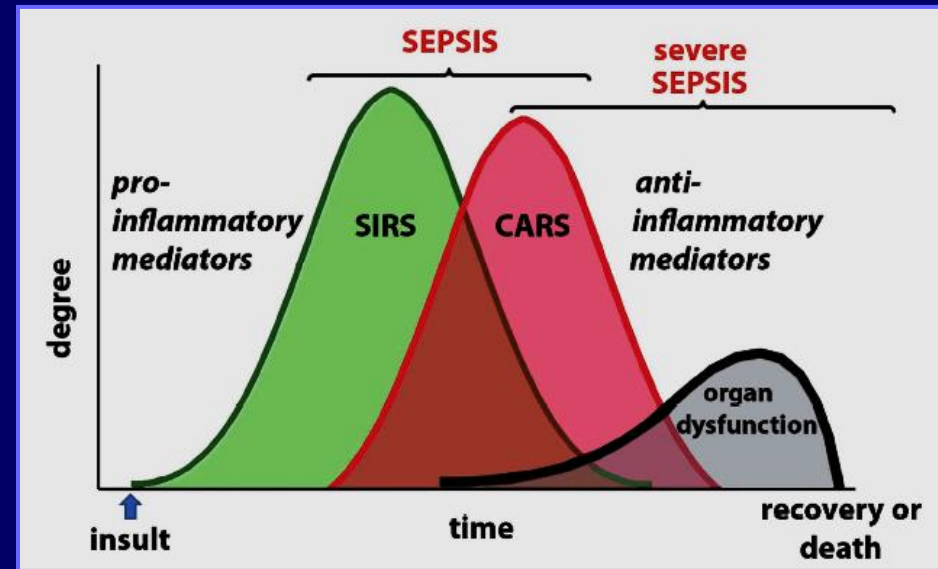 SEPSIS
severe
SEPSIS
pro-
inflammatory
mediators
SIRS
CARS
anti-
inflammatory
mediators
degree
organ
dysfunction
insult
time
recovery or
death